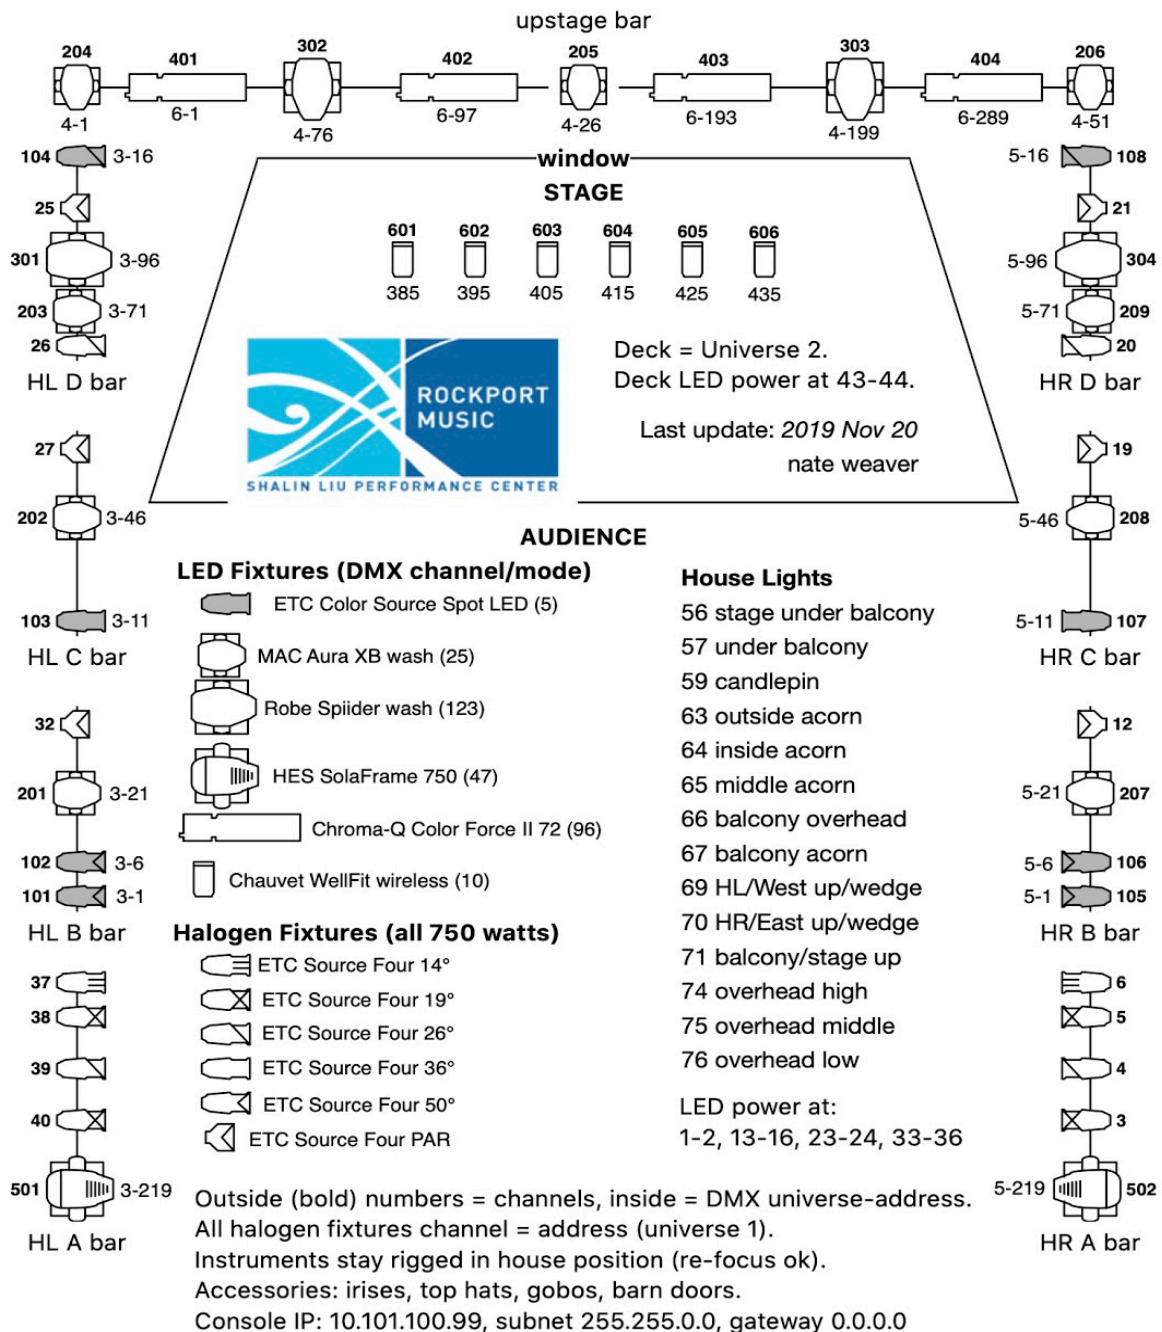 upstage bar
204 401 302 402 205 403 303 404 206
4-1 6-1 4-76 6-97 4-26 6-193 4-199 6-289 4-51
104 3-16
25
301 3-96
203 3-71
26
HL D bar
27
202 3-46
103 3-11
HL C bar
32
201 3-21
102 3-6
101 3-1
HL B bar
37
38
39
40
501 3-219
HL A bar
window
STAGE
601 602 603 604 605 606
385 395 405 415 425 435
ROCKPORT
MUSIC
SHALIN LIU PERFORMANCE CENTER
Deck = Universe 2.
Deck LED power at 43-44.
Last update: 2019 Nov 20
nate weaver
AUDIENCE
LED Fixtures (DMX channel/mode)
ETC Color Source Spot LED (5)
MAC Aura XB wash (25)
Robe Spiider wash (123)
HES SolaFrame 750 (47)
Chroma-Q Color Force II 72 (96)
Chauvet WellFit wireless (10)
Halogen Fixtures (all 750 watts)
ETC Source Four 14°
ETC Source Four 19°
ETC Source Four 26°
ETC Source Four 36°
ETC Source Four 50°
ETC Source Four PAR
House Lights
56 stage under balcony
57 under balcony
59 candlepin
63 outside acorn
64 inside acorn
65 middle acorn
66 balcony overhead
67 balcony acorn
69 HL/West up/wedge
70 HR/East up/wedge
71 balcony/stage up
74 overhead high
75 overhead middle
76 overhead low
LED power at:
1-2, 13-16, 23-24, 33-36
5-16 108
21
5-96 304
5-71 209
20
HR D bar
19
5-46 208
5-11 107
HR C bar
12
5-21 207
5-6 106
5-1 105
HR B bar
6
5
4
3
5-219 502
HR A bar
Outside (bold) numbers = channels, inside = DMX universe-address.
All halogen fixtures channel = address (universe 1).
Instruments stay rigged in house position (re-focus ok).
Accessories: irises, top hats, gobos, barn doors.
Console IP: 10.101.100.99, subnet 255.255.0.0, gateway 0.0.0.0